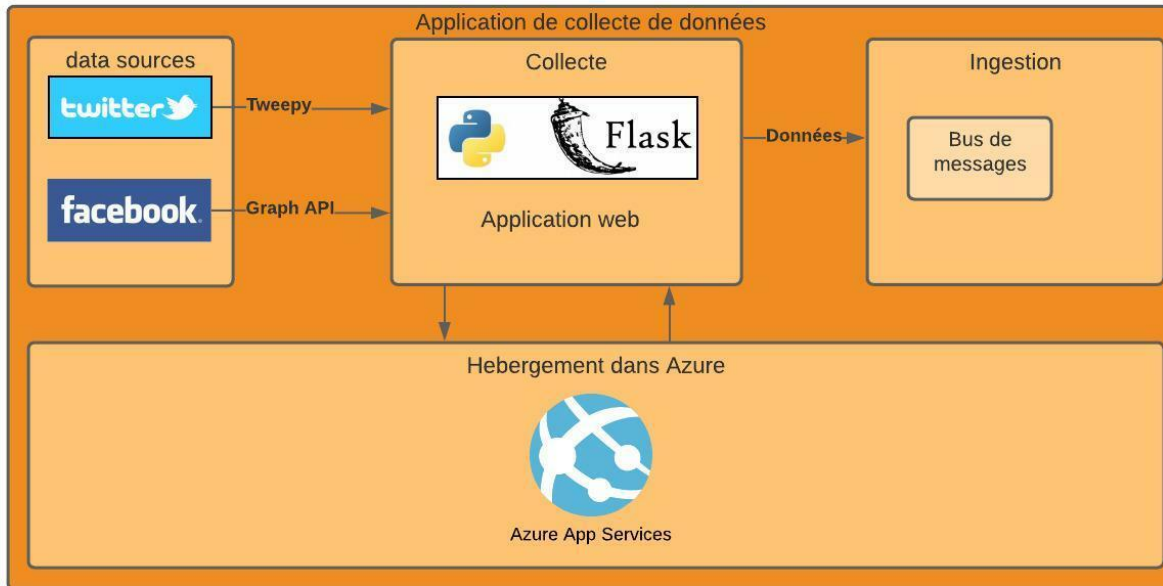 Application de collecte de données
data sources
twitter
Tweepy
facebook.
Graph API
Collecte
Flask
Application web
Données
Ingestion
Bus de
messages
Hebergement dans Azure
Azure App Services